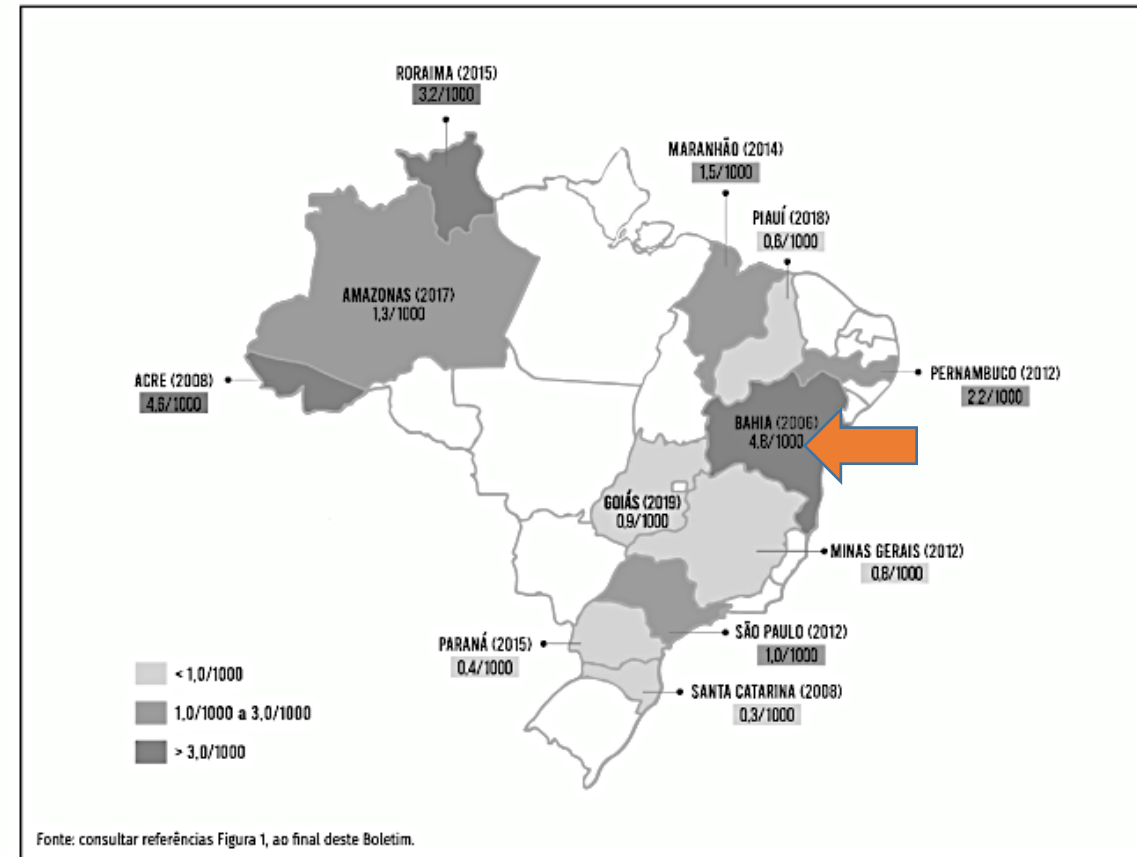 RORAIMA (2015)
3,2/1000
MARANHÃO (2014)
1,5/1000
PIAUÍ (2018)
0,6/1000
AMAZONAS (2017)
1,3/1000
ACRE (2008)
4,6/1000
PERNAMBUCO (2012)
2,2/1000
BAHIA (2006)
4,8/1000
GOIÁS (2019)
0,9/1000
MINAS GERAIS (2012)
0,8/1000
SÃO PAULO (2012)
1,0/1000
PARANÁ (2015)
0,4/1000
SANTA CATARINA (2008)
0,3/1000
< 1,0/1000
1,0/1000 a 3,0/1000
> 3,0/1000
Fonte: consultar referências Figura 1, ao final deste Boletim.